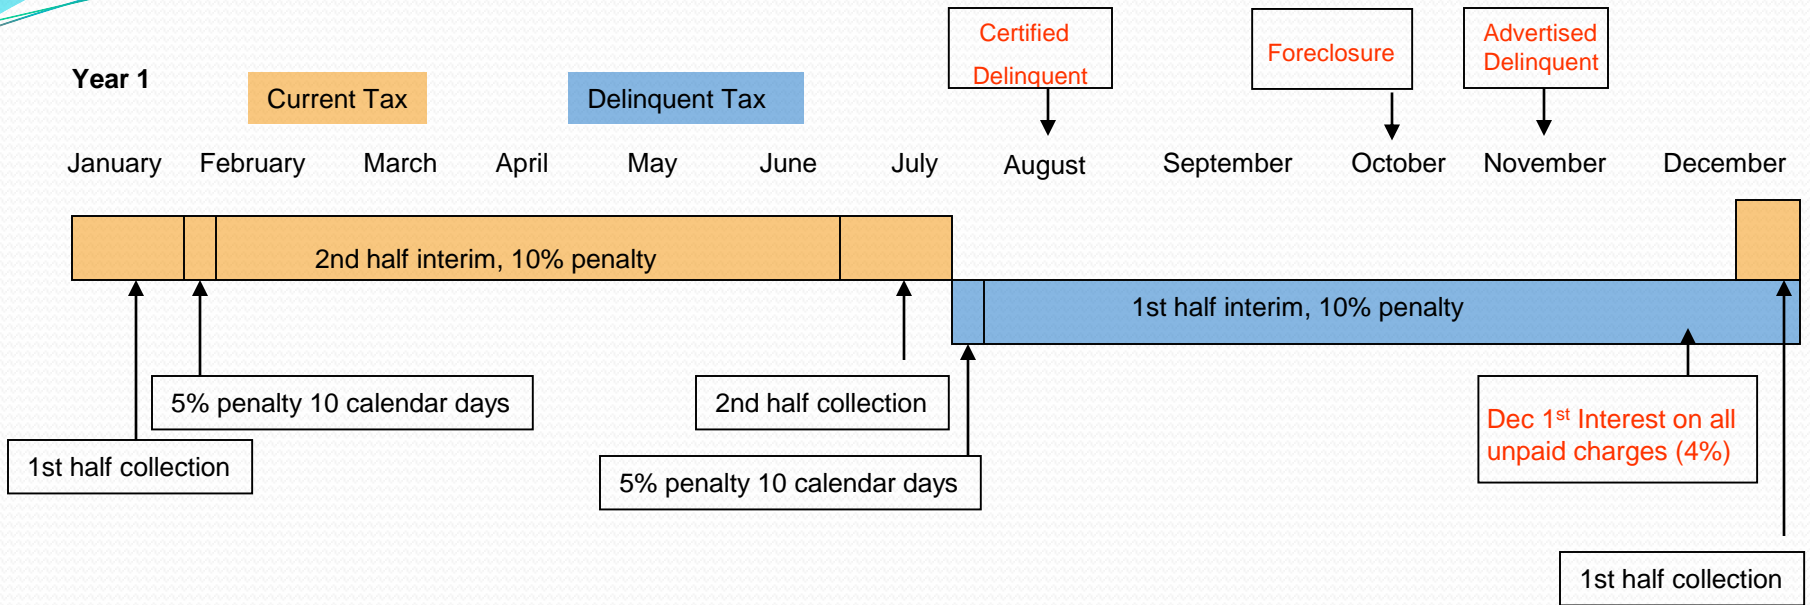 Certified
Delinquent
Foreclosure
Advertised
Delinquent
Year 1
Current Tax
Delinquent Tax
January February March April May June July August September October November December
2nd half interim, 10% penalty
1st half interim, 10% penalty
5% penalty 10 calendar days
2nd half collection
Dec 1st Interest on all
unpaid charges (4%)
1st half collection
5% penalty 10 calendar days
1st half collection